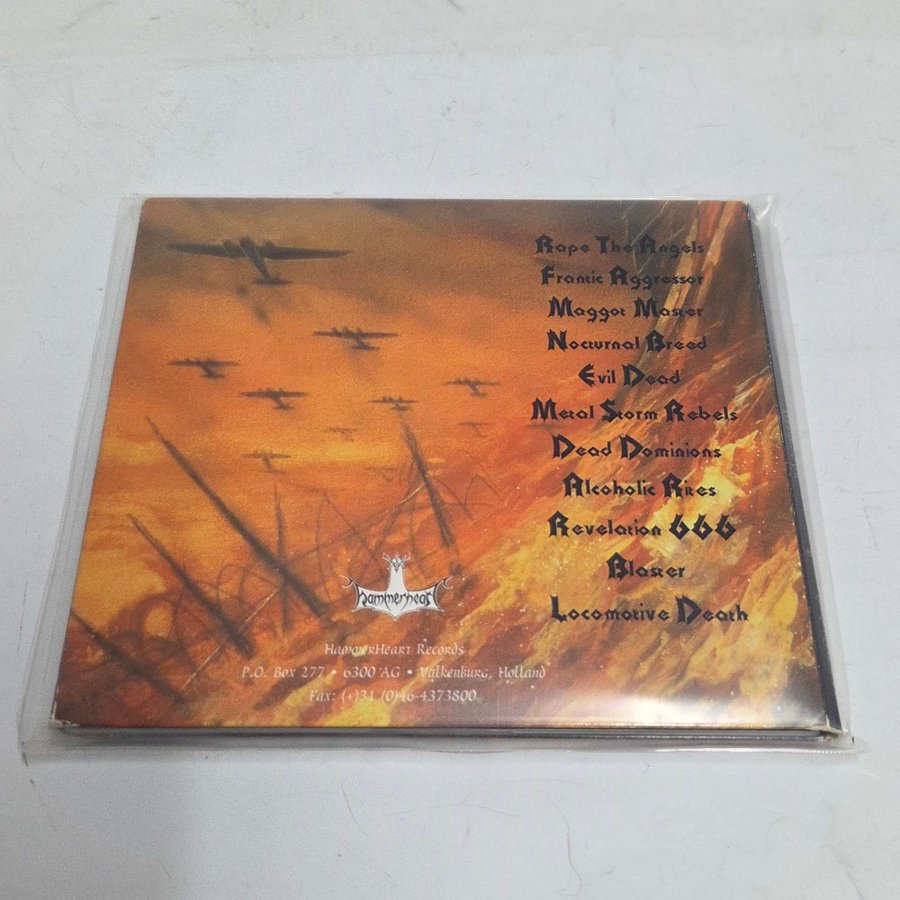 Rape The Angels
Frantic Aggressor
Maggot Master
Nocturnal Breed
Evil Dead
Metal Storm Rebels
Dead Dominions
Alcoholic Rites
Revelation 666
Blaster
Locomotive Death
Hammerheart
HammerHeart Records
P.O. Box 277 • 6300 AG • Valkenburg, Holland
Fax: (+)31 (0)46-4373800